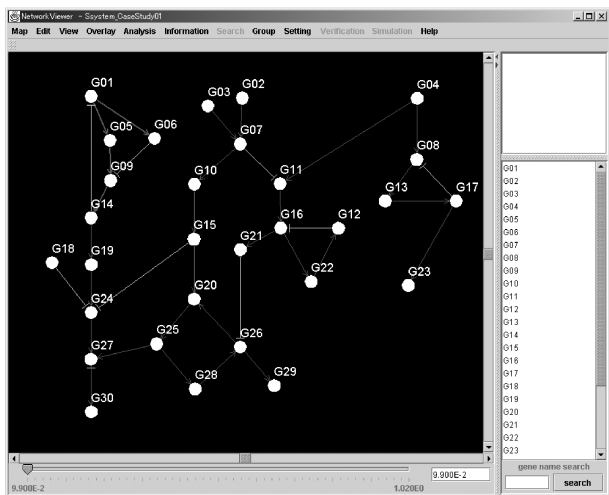 NetworkViewer - Ssystem_CaseStudy01
Map Edit View Overlay Analysis Information Search Group Setting Verification Simulation Help
G01
G02
G03
G04
G05
G06
G07
G08
G09
G10
G11
G13
G17
G14
G18
G15
G16
G12
G19
G21
G22
G23
G24
G20
G25
G26
G27
G28
G29
G30
G01
G02
G03
G04
G05
G06
G07
G08
G09
G10
G11
G12
G13
G14
G15
G16
G17
G18
G19
G20
G21
G22
G23
gene name search
search
9.900E-2
9.900E-2
1.020E0